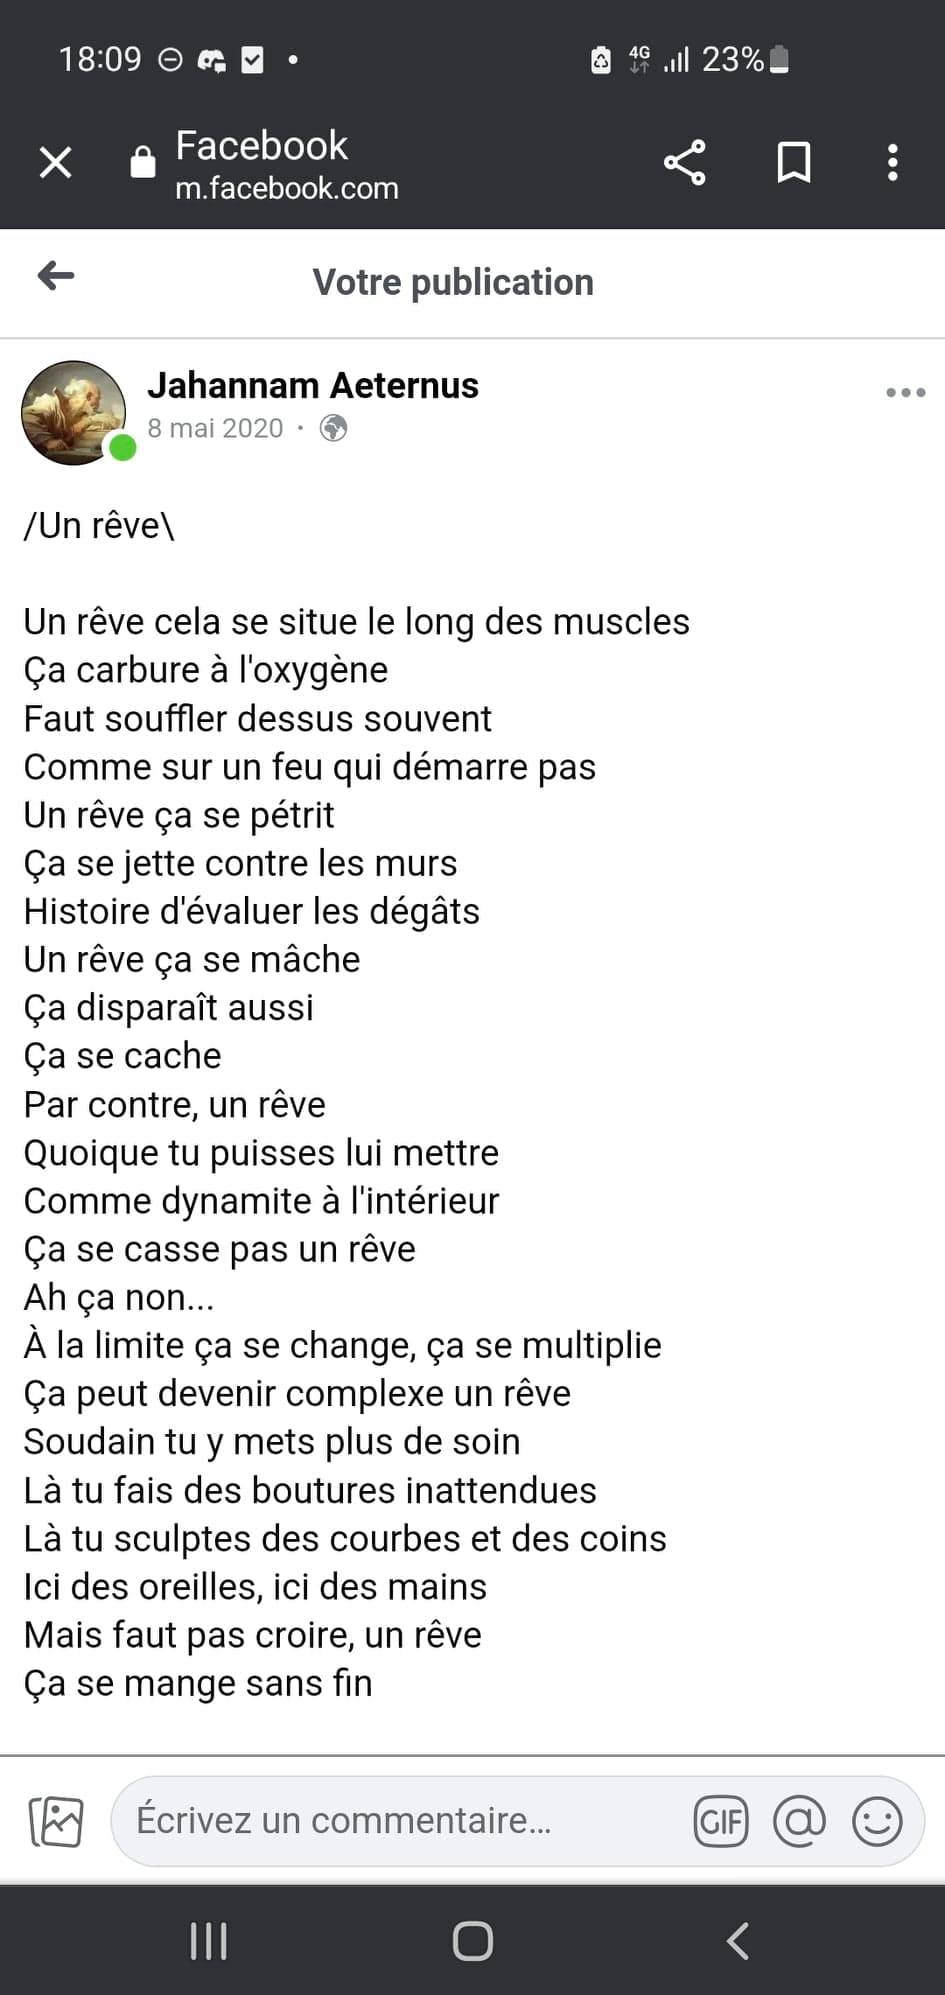 18:09
4G 23%
Facebook
m.facebook.com
Votre publication
Jahannam Aeternus
8 mai 2020 ·
/Un rêve\
Un rêve cela se situe le long des muscles
Ça carbure à l'oxygène
Faut souffler dessus souvent
Comme sur un feu qui démarre pas
Un rêve ça se pétrit
Ça se jette contre les murs
Histoire d'évaluer les dégâts
Un rêve ça se mâche
Ça disparaît aussi
Ça se cache
Par contre, un rêve
Quoique tu puisses lui mettre
Comme dynamite à l'intérieur
Ça se casse pas un rêve
Ah ça non...
À la limite ça se change, ça se multiplie
Ça peut devenir complexe un rêve
Soudain tu y mets plus de soin
Là tu fais des boutures inattendues
Là tu sculptes des courbes et des coins
Ici des oreilles, ici des mains
Mais faut pas croire, un rêve
Ça se mange sans fin
Écrivez un commentaire... GIF @